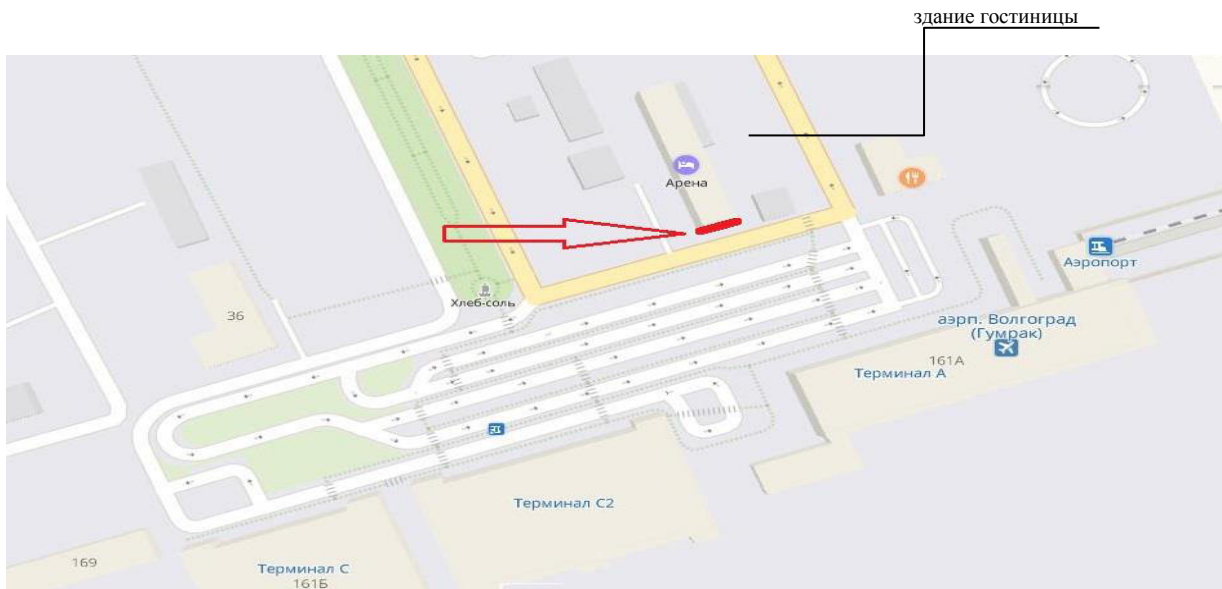 здание гостиницы
Арена
Аэропорт
Хлеб-соль
36
аэрп. Волгоград
(Гумрак)
161А
Терминал А
Терминал С2
169
Терминал С
161Б